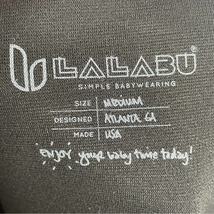 LALABU®
SIMPLE BABYWEARING
SIZE MEDIUM
DESIGNED ATLANTA, GA
MADE USA
ENJOY your baby time today!